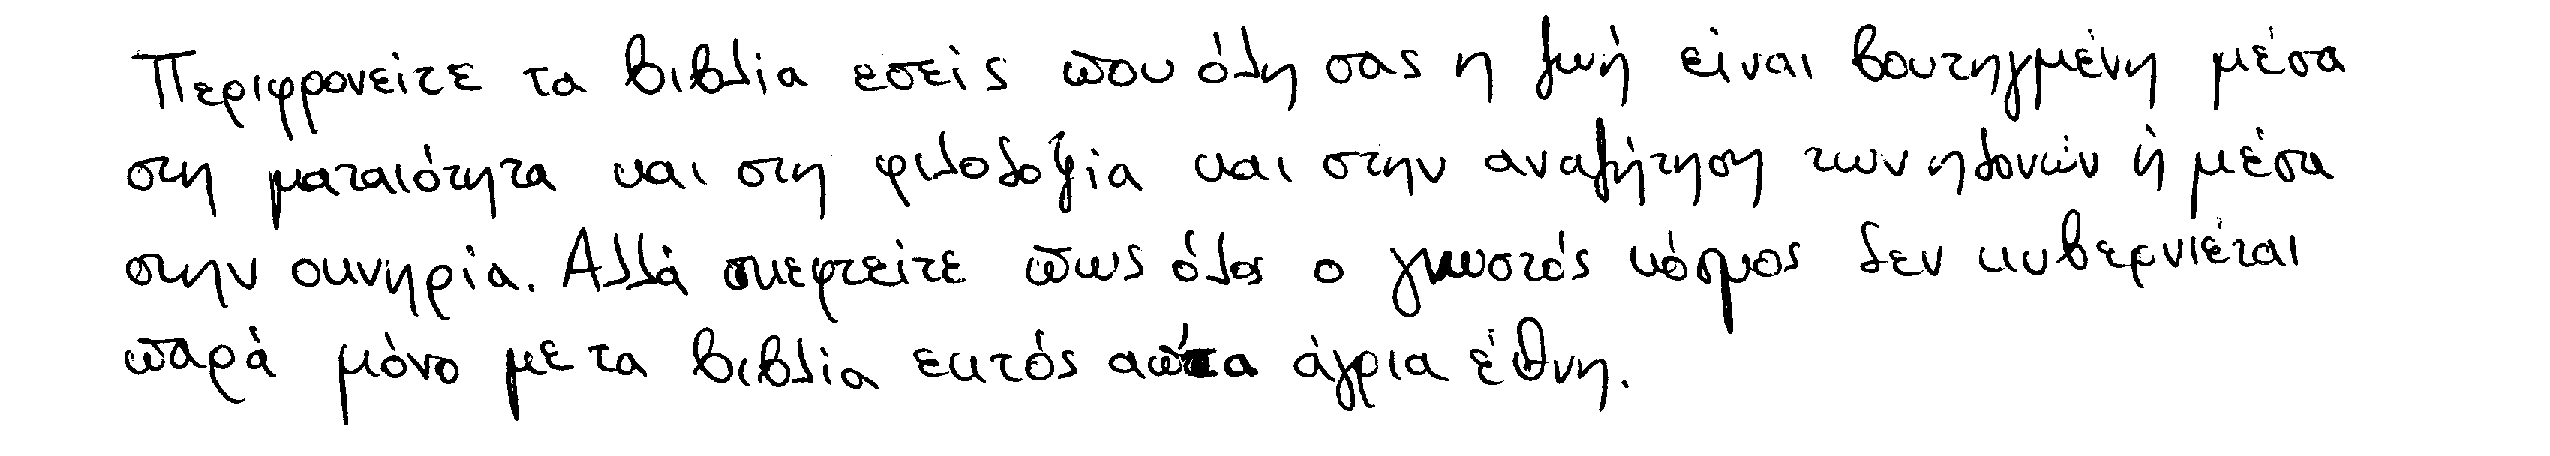 Περιφρονείτε τα βιβλία εσείς που όλη σας η ζωή είναι βουτηγμένη μέσα
στη ματαιότητα και στη φιλοδοξία και στην αναζήτηση των ηδονών ή μέσα
στην οκνηρία. Αλλά σκεφτείτε πως όλος ο γνωστός κόσμος δεν κυβερνιέται
παρά μόνο με τα βιβλία εκτός απ'τα άγρια έθνη.